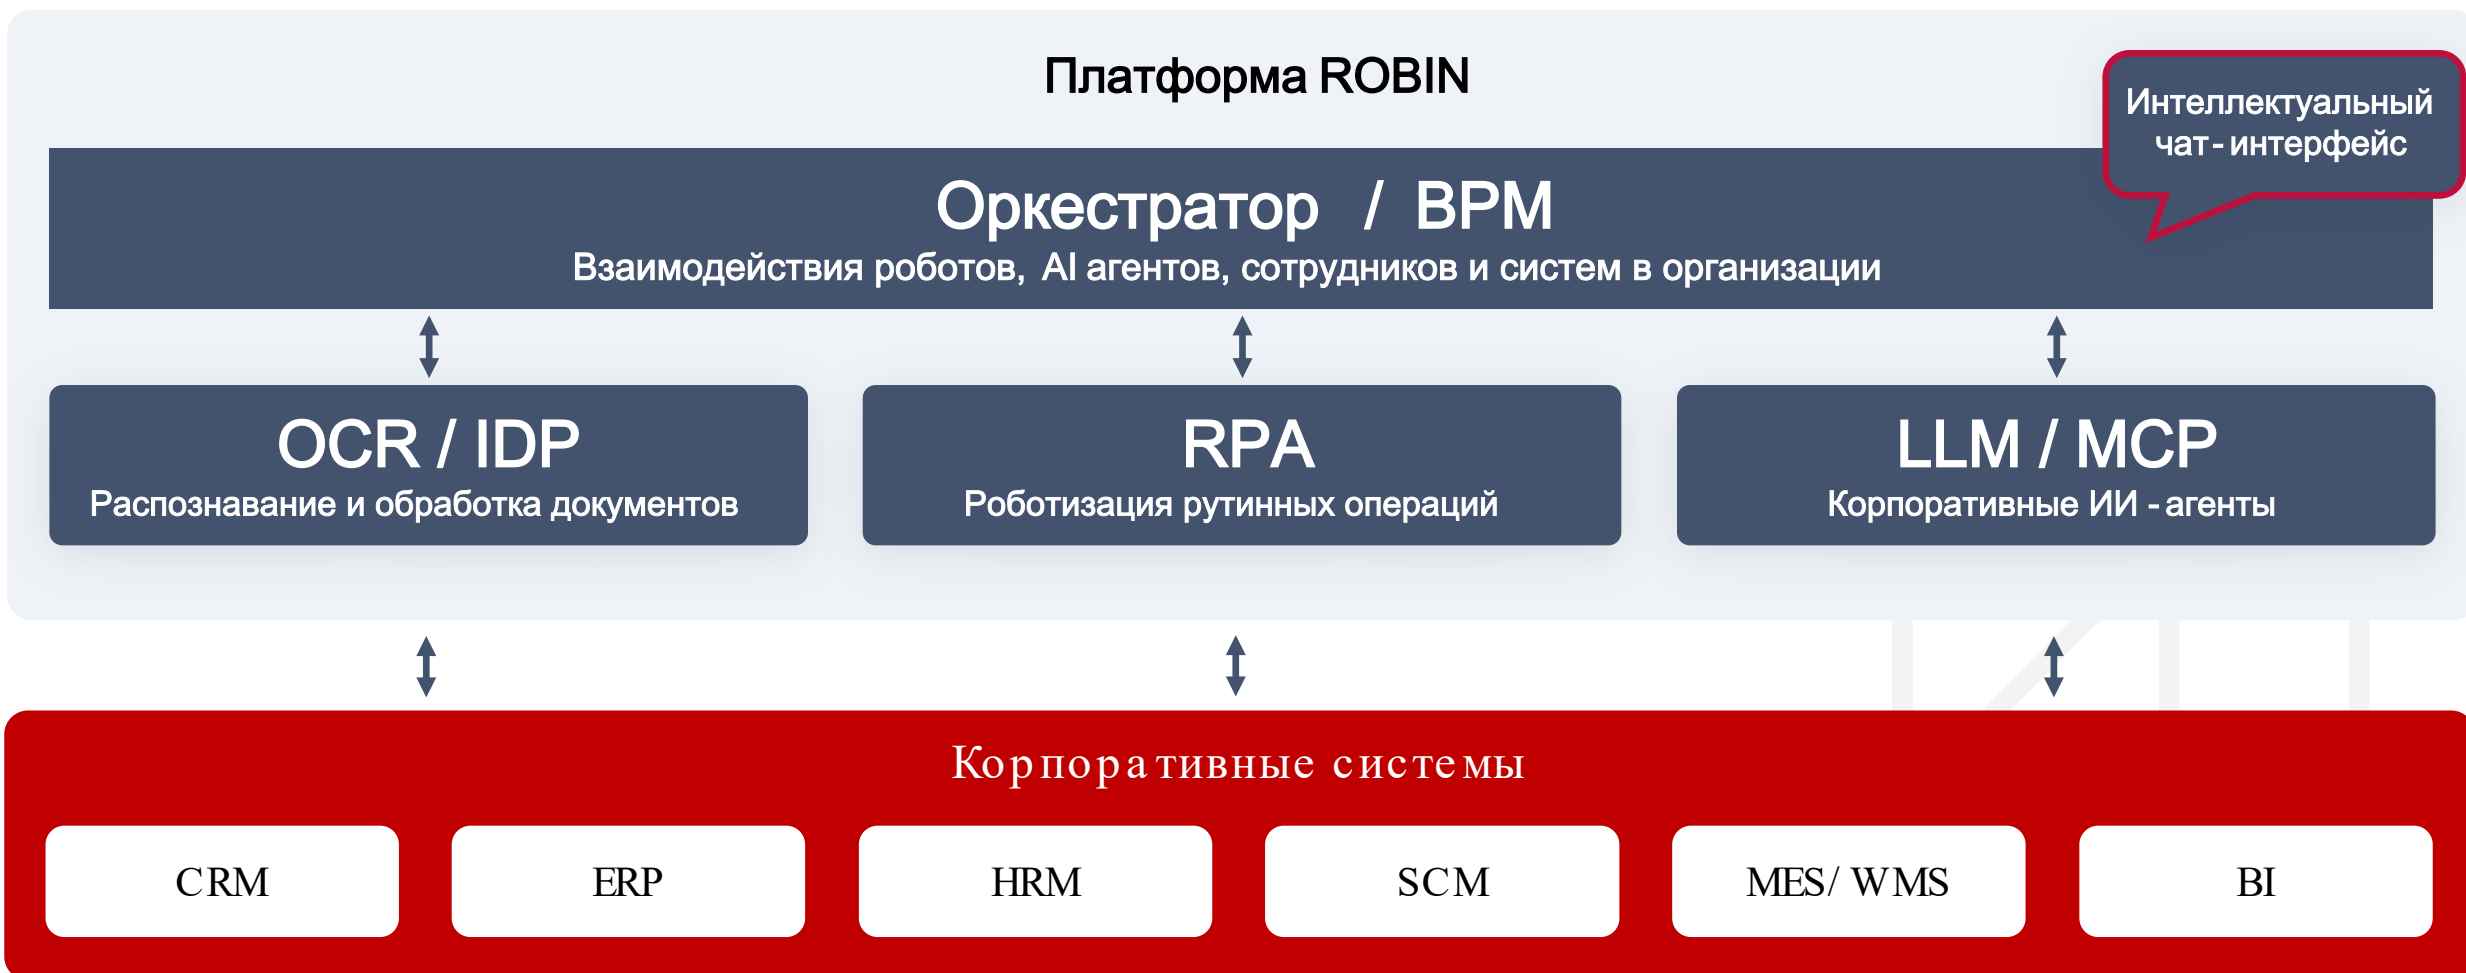 Платформа ROBIN
Интеллектуальный
чат-интерфейс
Оркестратор / BPM
Взаимодействия роботов, AI агентов, сотрудников и систем в организации
OCR / IDP
Распознавание и обработка документов
RPA
Роботизация рутинных операций
LLM / MCP
Корпоративные ИИ -агенты
Корпоративные системы
CRM
ERP
HRM
SCM
MES/ WMS
BI